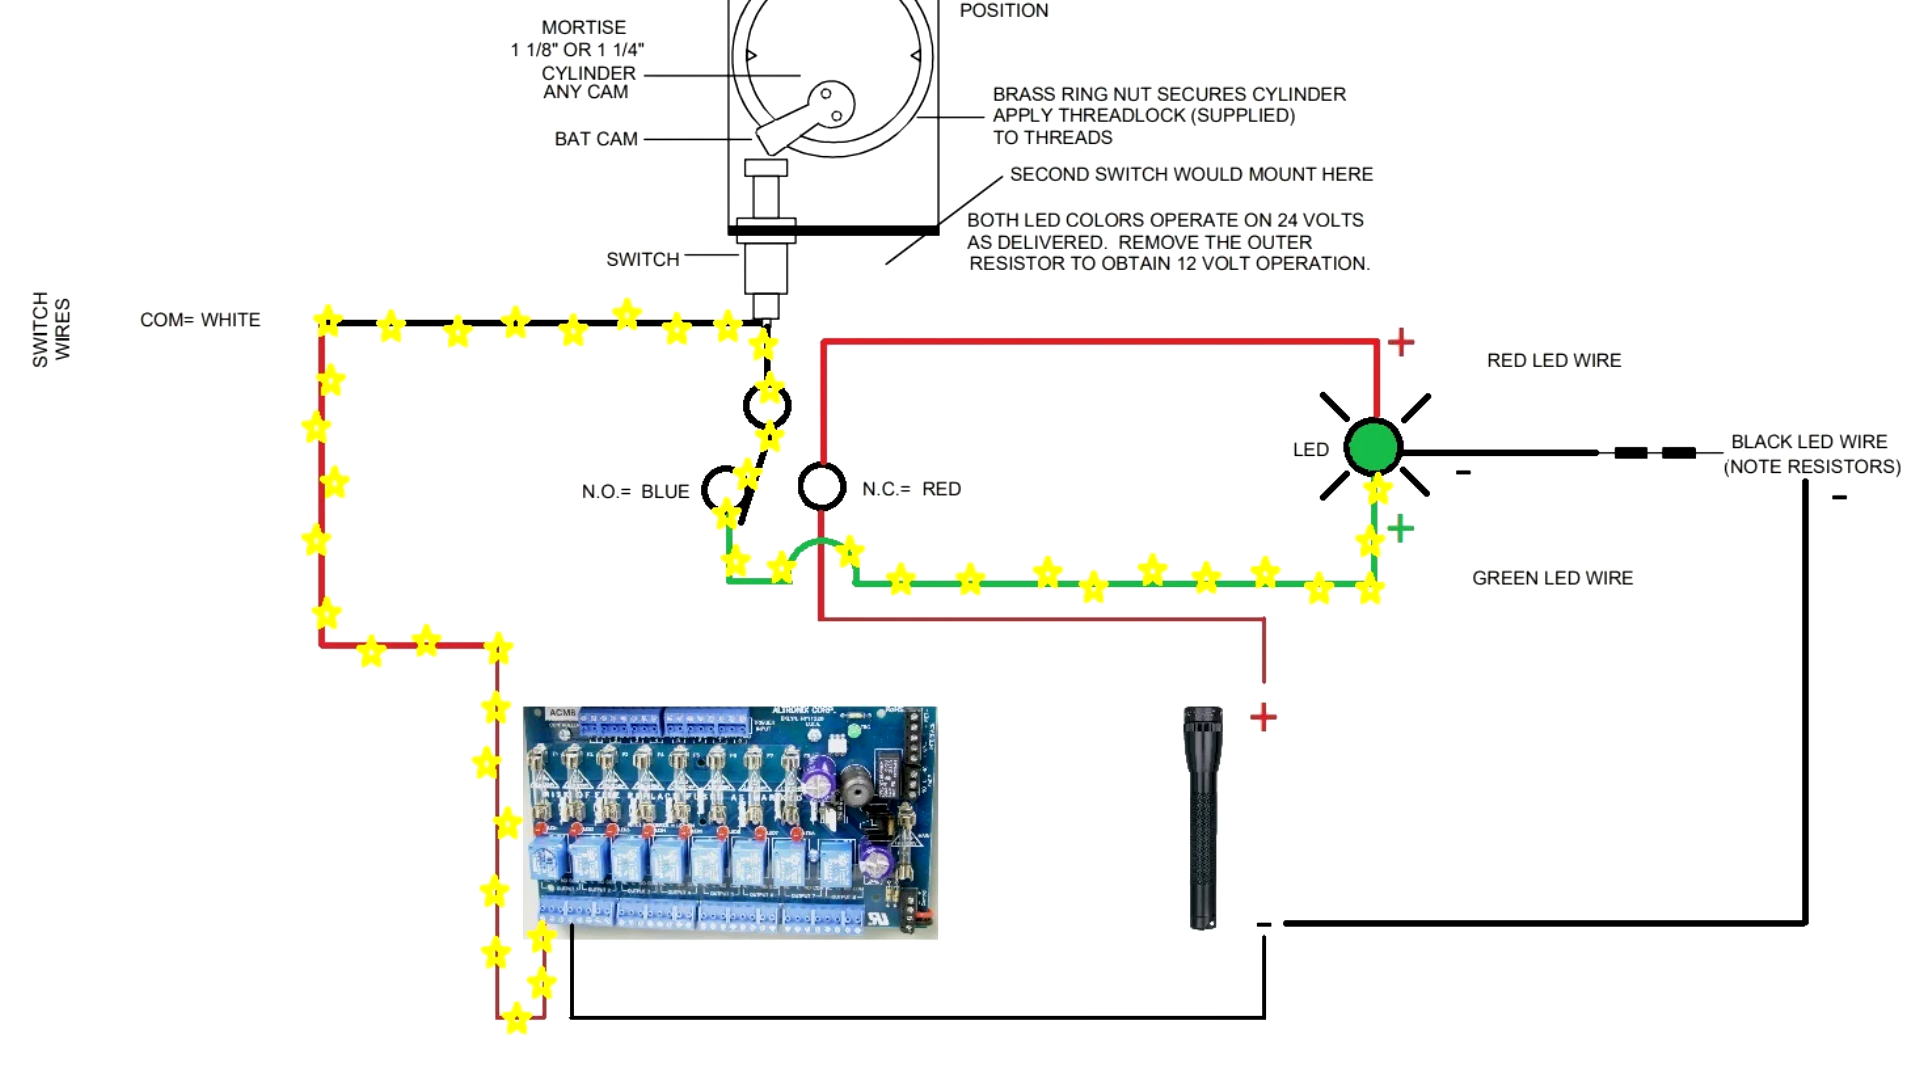 POSITION
MORTISE
1 1/8" OR 1 1/4"
CYLINDER
ANY CAM
BAT CAM
BRASS RING NUT SECURES CYLINDER
APPLY THREADLOCK (SUPPLIED)
TO THREADS
SECOND SWITCH WOULD MOUNT HERE
BOTH LED COLORS OPERATE ON 24 VOLTS
AS DELIVERED. REMOVE THE OUTER
RESISTOR TO OBTAIN 12 VOLT OPERATION.
SWITCH
SWITCH
WIRES
COM= WHITE
+
RED LED WIRE
LED
-
BLACK LED WIRE
(NOTE RESISTORS)
-
N.O.= BLUE
N.C.= RED
+
GREEN LED WIRE
+
-
ACM8
ALTRONIX CORP.
POWER
INPUT